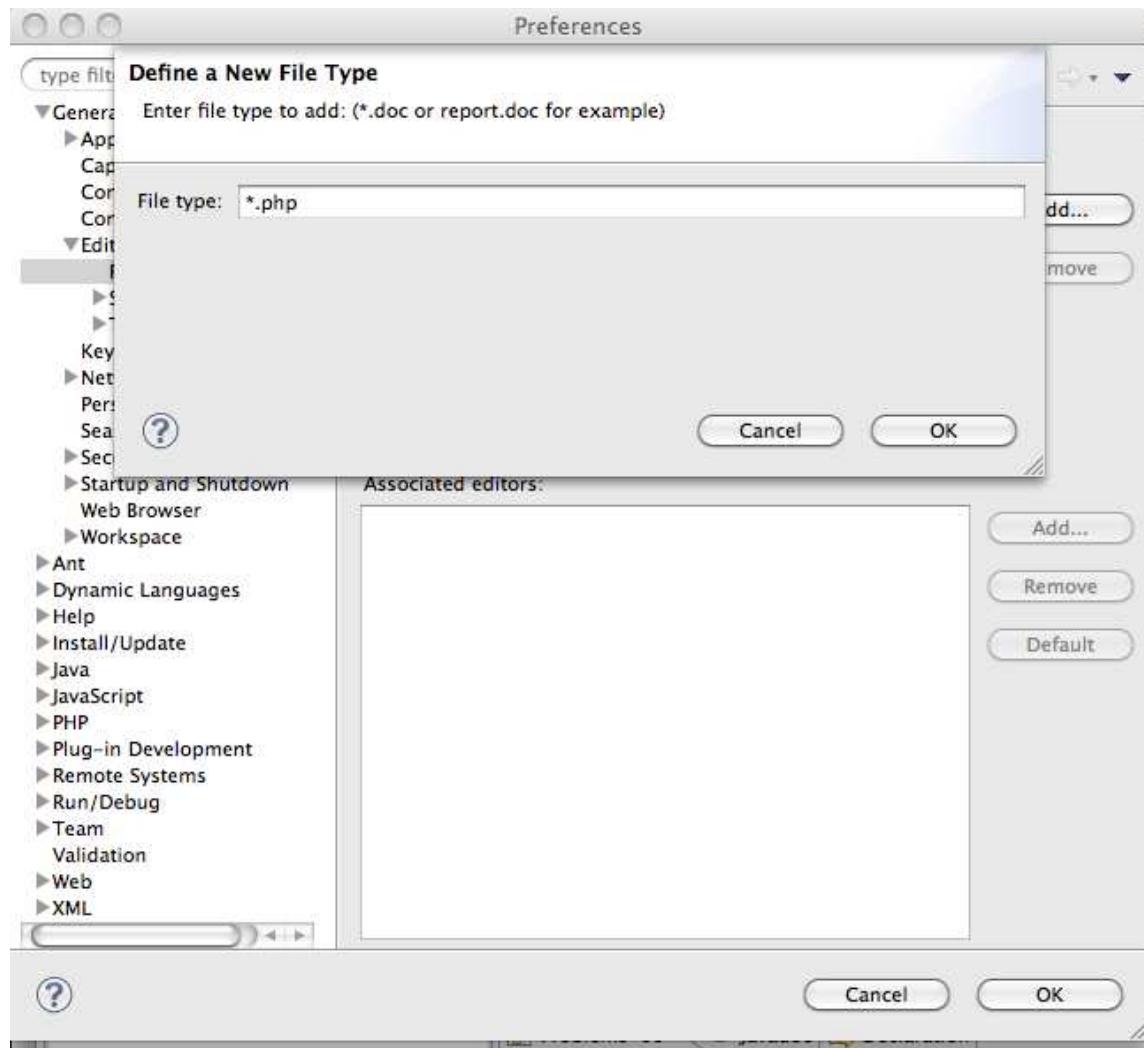 Preferences
type filt
Define a New File Type
Enter file type to add: (*.doc or report.doc for example)
File type: *.php
Cancel OK
Genera
App
Cap
Cor
Cor
Edit
Key
Net
Pers
Sea
Sec
Startup and Shutdown
Web Browser
Workspace
Ant
Dynamic Languages
Help
Install/Update
Java
JavaScript
PHP
Plug-in Development
Remote Systems
Run/Debug
Team
Validation
Web
XML
dd...
move
Associated editors:
Add...
Remove
Default
Cancel OK